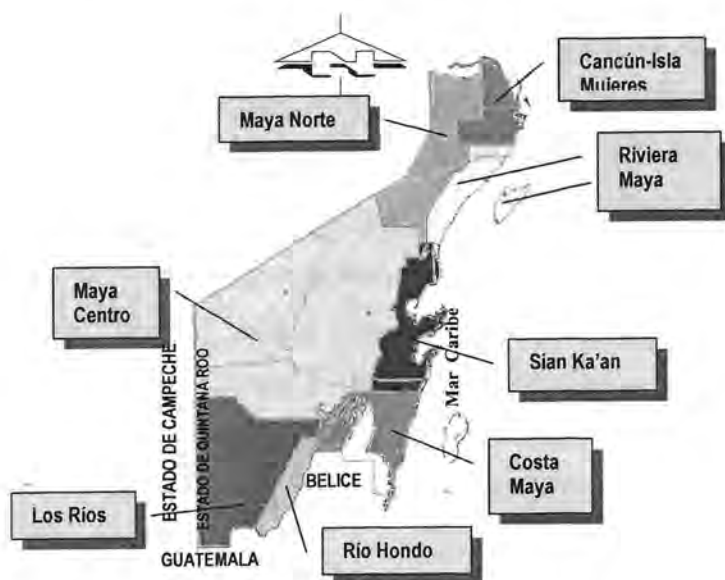 Cancún-Isla
Mujeres
Maya Norte
Riviera
Maya
Maya
Centro
Sian Ka'an
Mar Caribe
ESTADO DE CAMPECHE
ESTADO DE QUINTANA ROO
Costa
Maya
BELICE
Los Ríos
Río Hondo
GUATEMALA